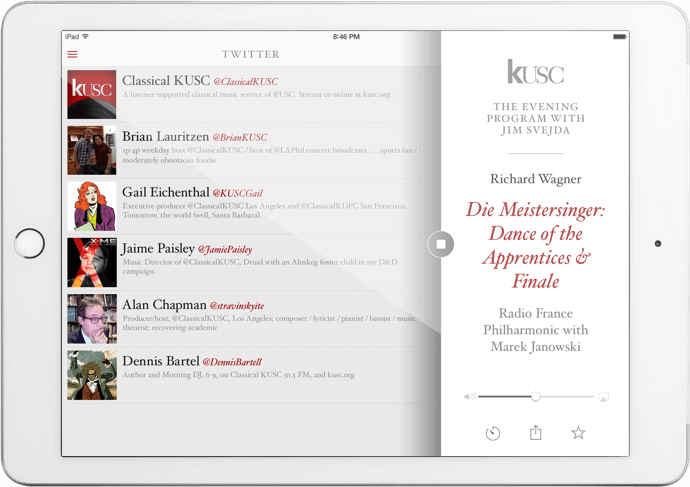 iPad
8:46 PM
TWITTER
KUSC
Classical KUSC @ClassicalKUSC
A listener-supported classical music service of @USC. Stream us online at kusc.org
Brian Lauritzen @BrianKUSC
1p-4p weekday host @ClassicalKUSC / host of @LAPhil concert broadcasts... ...sports fan /
moderately obnoxious foodie
Gail Eichenthal @KUSCGail
Executive producer @ClassicalKUSC Los Angeles and @ClassicalKDFC San Francisco
Tomorrow, the world (well, Santa Barbara).
X-ME
Jaime Paisley @JamiePaisley
Music Director of @ClassicalKUSC, Druid with an Ahnkeg foster child in my D&D
campaign.
Alan Chapman @stravinskyite
Producer/host, @ClassicalKUSC, Los Angeles; composer / lyricist / pianist / bassist / music
theorist; recovering academic
Dennis Bartel @DennisBartell
Author and Morning DJ, 6-9, on Classical KUSC 91.5 FM, and kusc.org
KUSC
THE EVENING
PROGRAM WITH
JIM SVEJDA
Richard Wagner
Die Meistersinger:
Dance of the
Apprentices &
Finale
Radio France
Philharmonic with
Marek Janowski